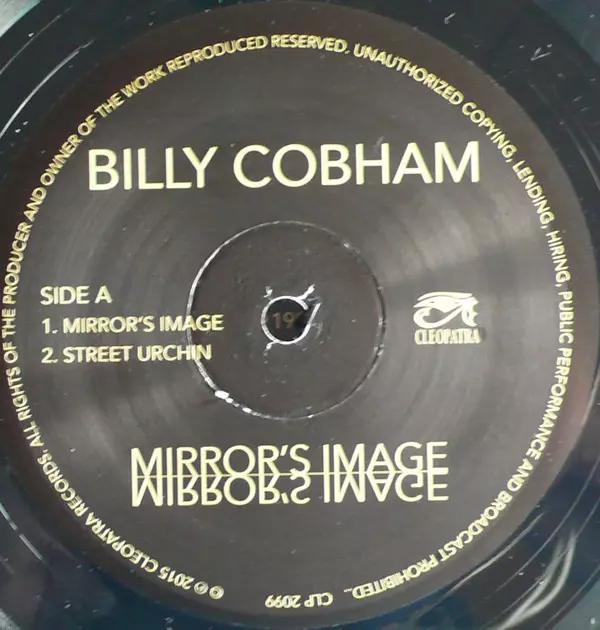 ℗ © 2015 CLEOPATRA RECORDS. ALL RIGHTS OF THE PRODUCER AND OWNER OF THE WORK REPRODUCED RESERVED. UNAUTHORIZED COPYING, LENDING, HIRING, PUBLIC PERFORMANCE AND BROADCAST PROHIBITED...
BILLY COBHAM
SIDE A
1. MIRROR'S IMAGE
2. STREET URCHIN
CLEOPATRA
MIRROR'S IMAGE
MIRROR'S IMAGE
CLP 2099